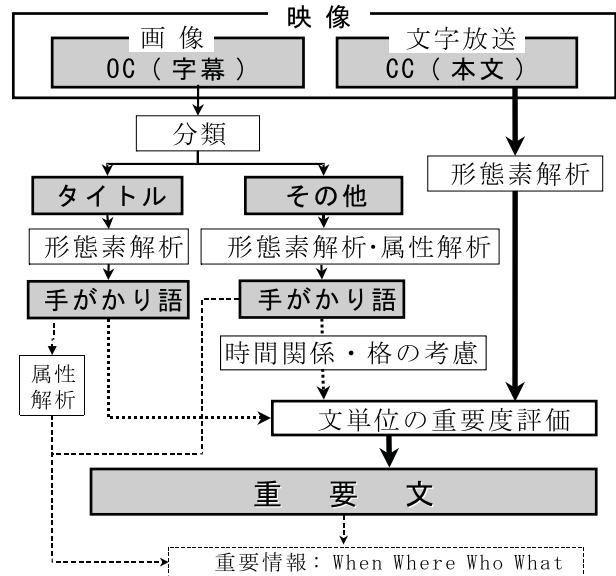 映像
画像
OC(字幕)
文字放送
CC(本文)
分類
形態素解析
タイトル
その他
形態素解析
形態素解析・属性解析
手がかり語
手がかり語
時間関係・格の考慮
属性
解析
文単位の重要度評価
重要文
重要情報：When Where Who What